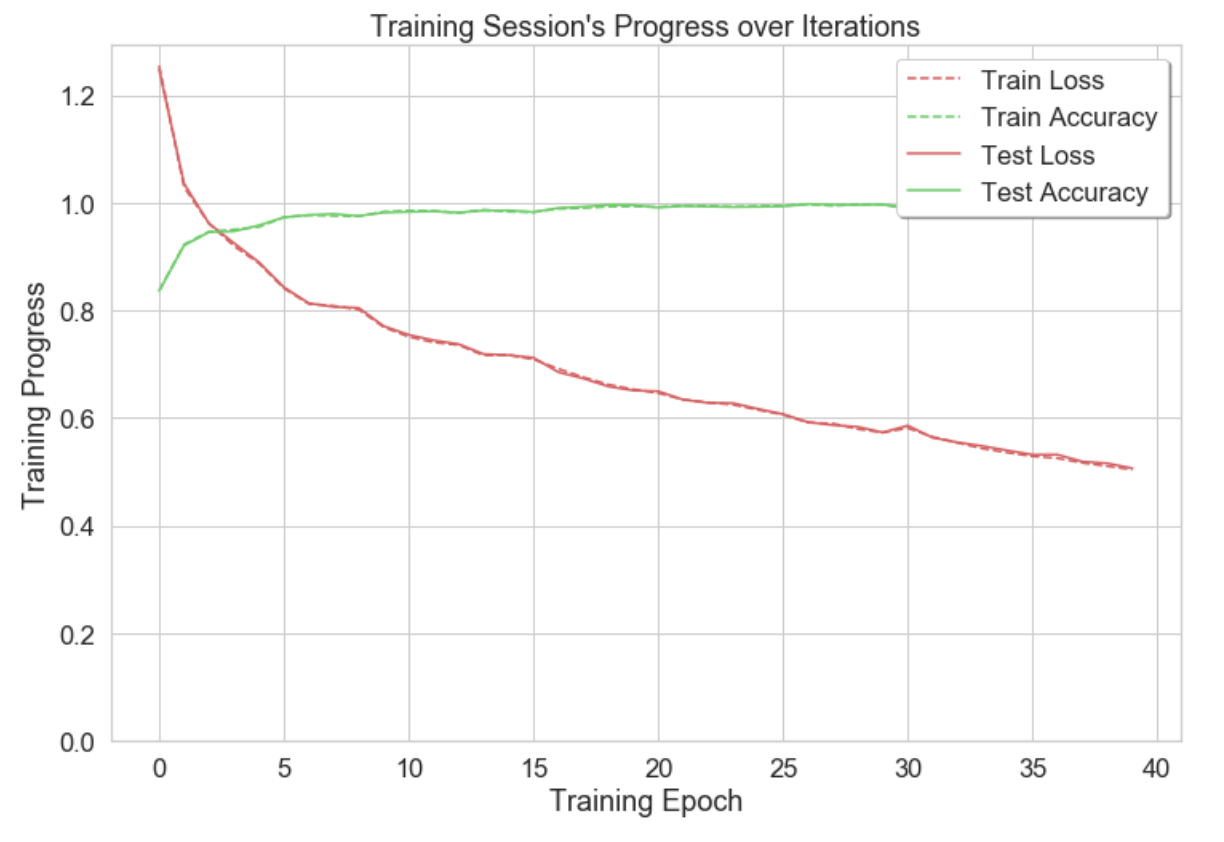 Training Session's Progress over Iterations
Train Loss
Train Accuracy
Test Loss
Test Accuracy
Training Progress
1.2
1.0
0.8
0.6
0.4
0.2
0.0
0 5 10 15 20 25 30 35 40
Training Epoch